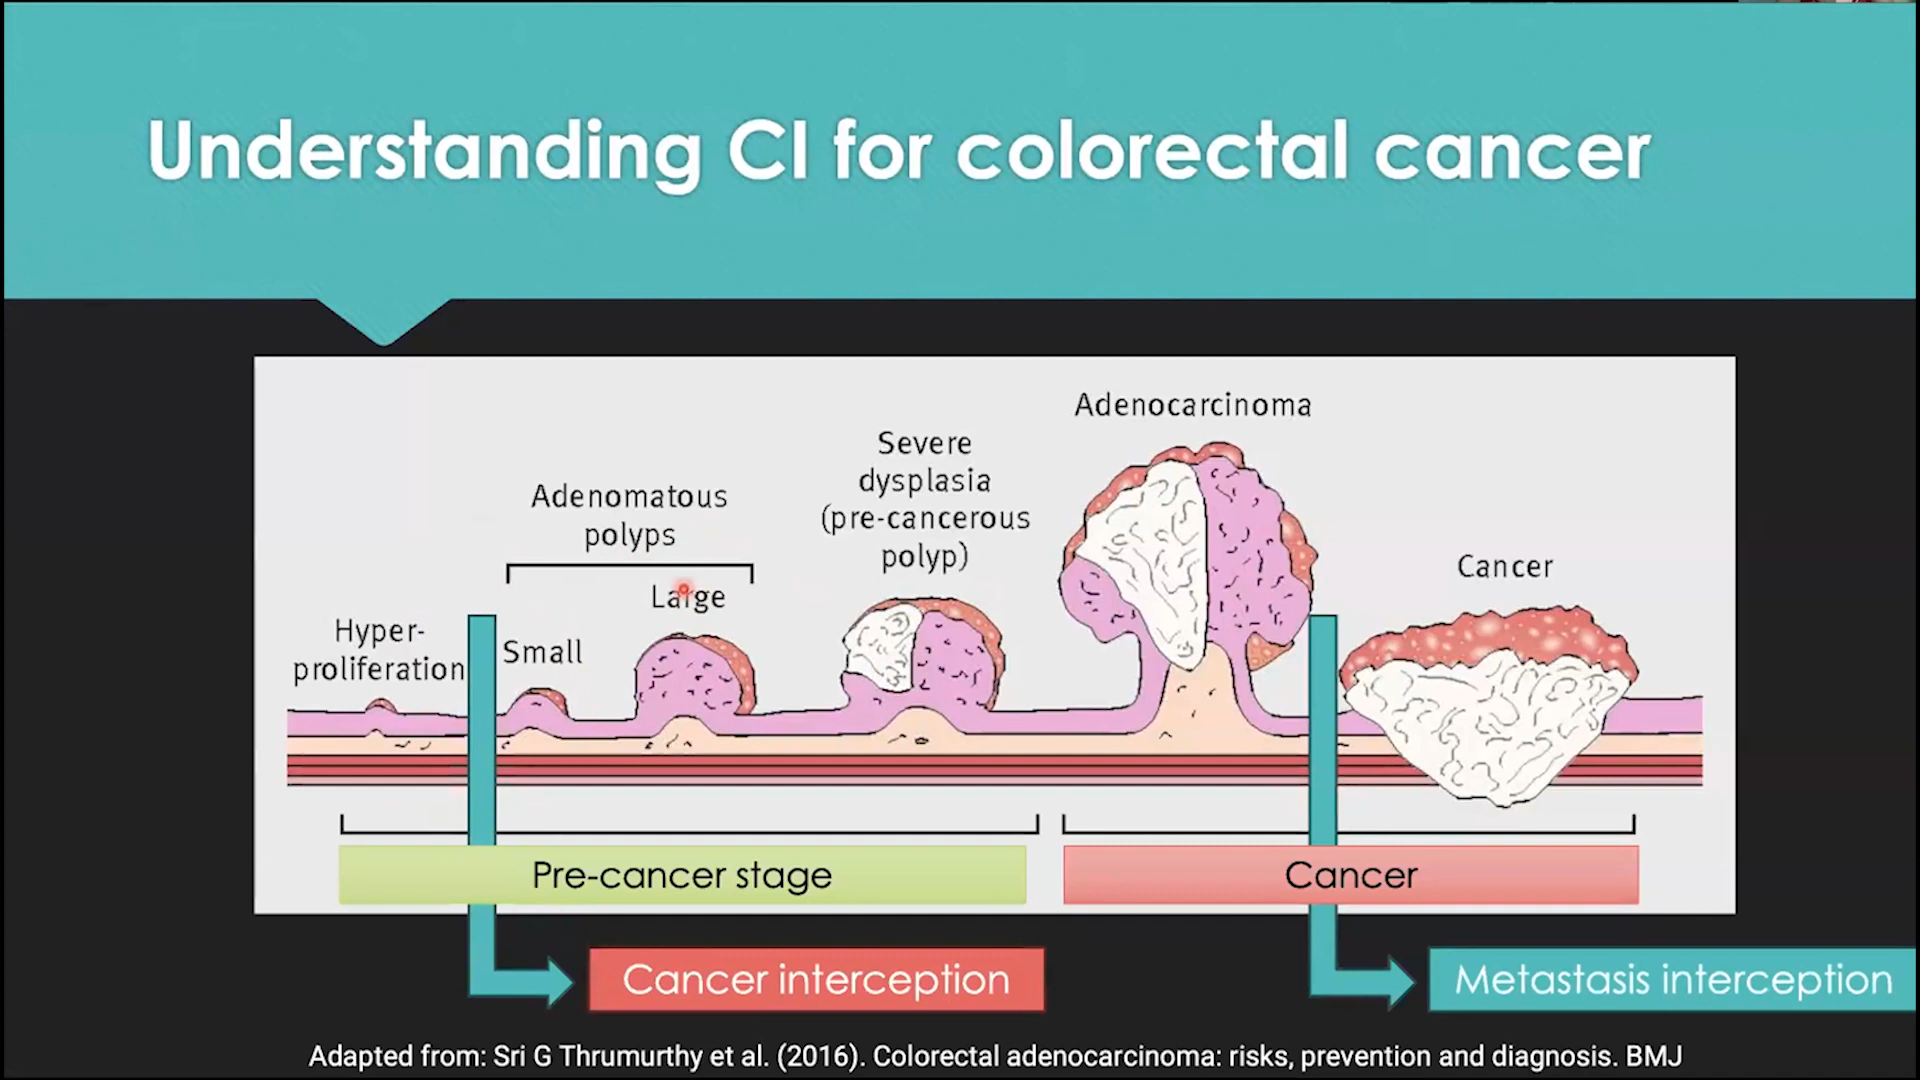 Understanding CI for colorectal cancer
Adenocarcinoma
Severe
dysplasia
(pre-cancerous
polyp)
Adenomatous
polyps
Cancer
Large
Hyper-
proliferation
Small
Pre-cancer stage
Cancer
Cancer interception
Metastasis interception
Adapted from: Sri G Thrumurthy et al. (2016). Colorectal adenocarcinoma: risks, prevention and diagnosis. BMJ